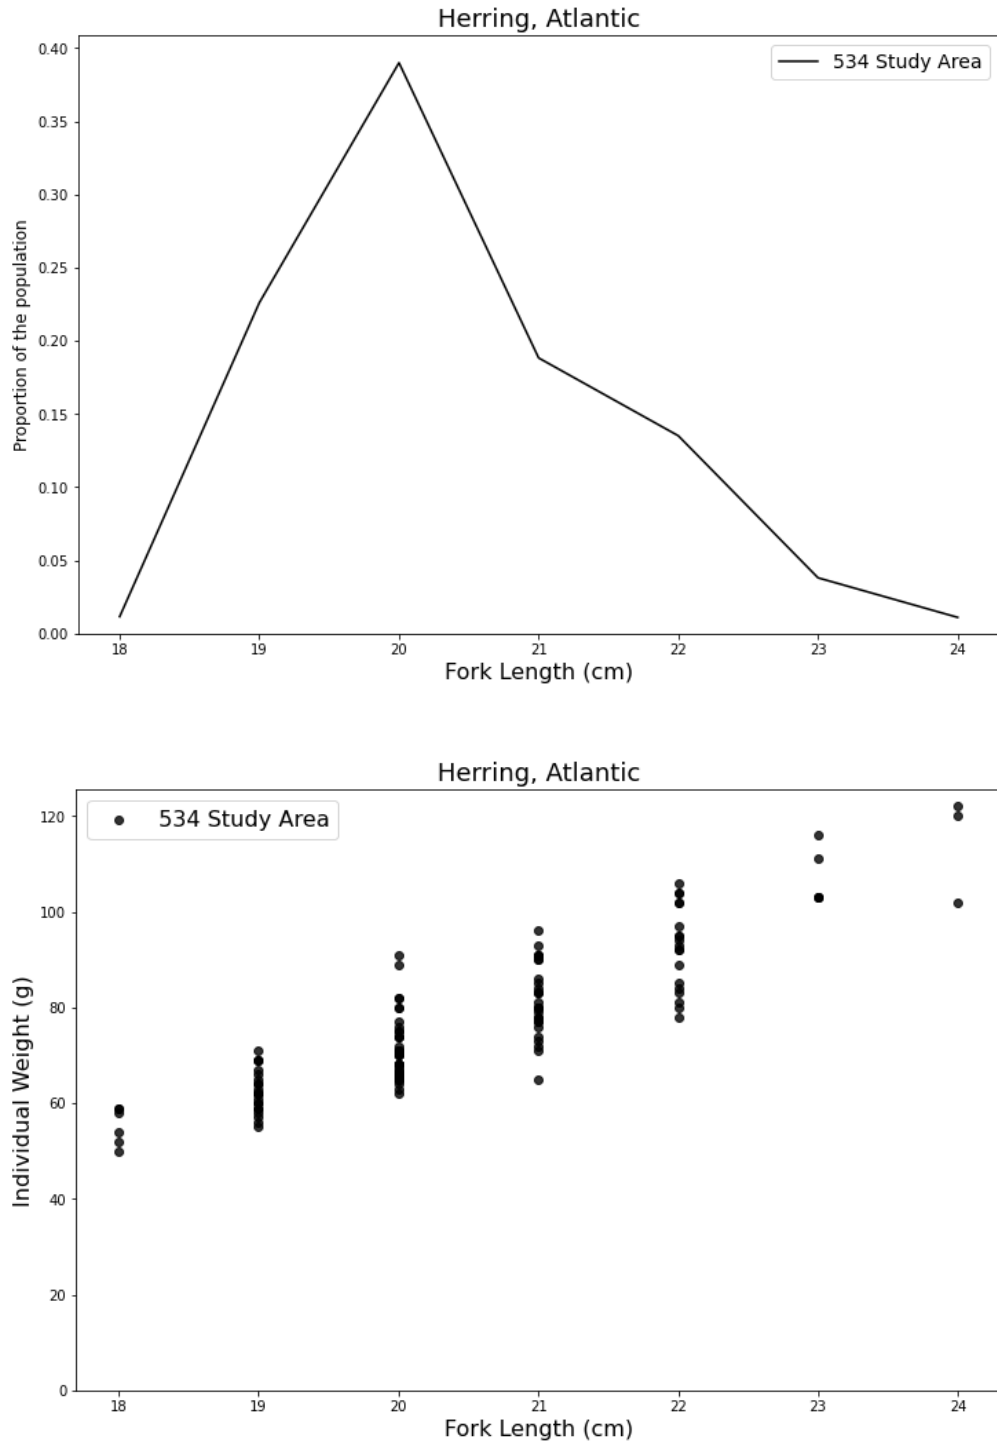 Herring, Atlantic
534 Study Area
0.40
0.35
0.30
0.25
0.20
0.15
0.10
0.05
0.00
Proportion of the population
18 19 20 21 22 23 24
Fork Length (cm)
Herring, Atlantic
534 Study Area
120
100
80
60
40
20
0
Individual Weight (g)
18 19 20 21 22 23 24
Fork Length (cm)